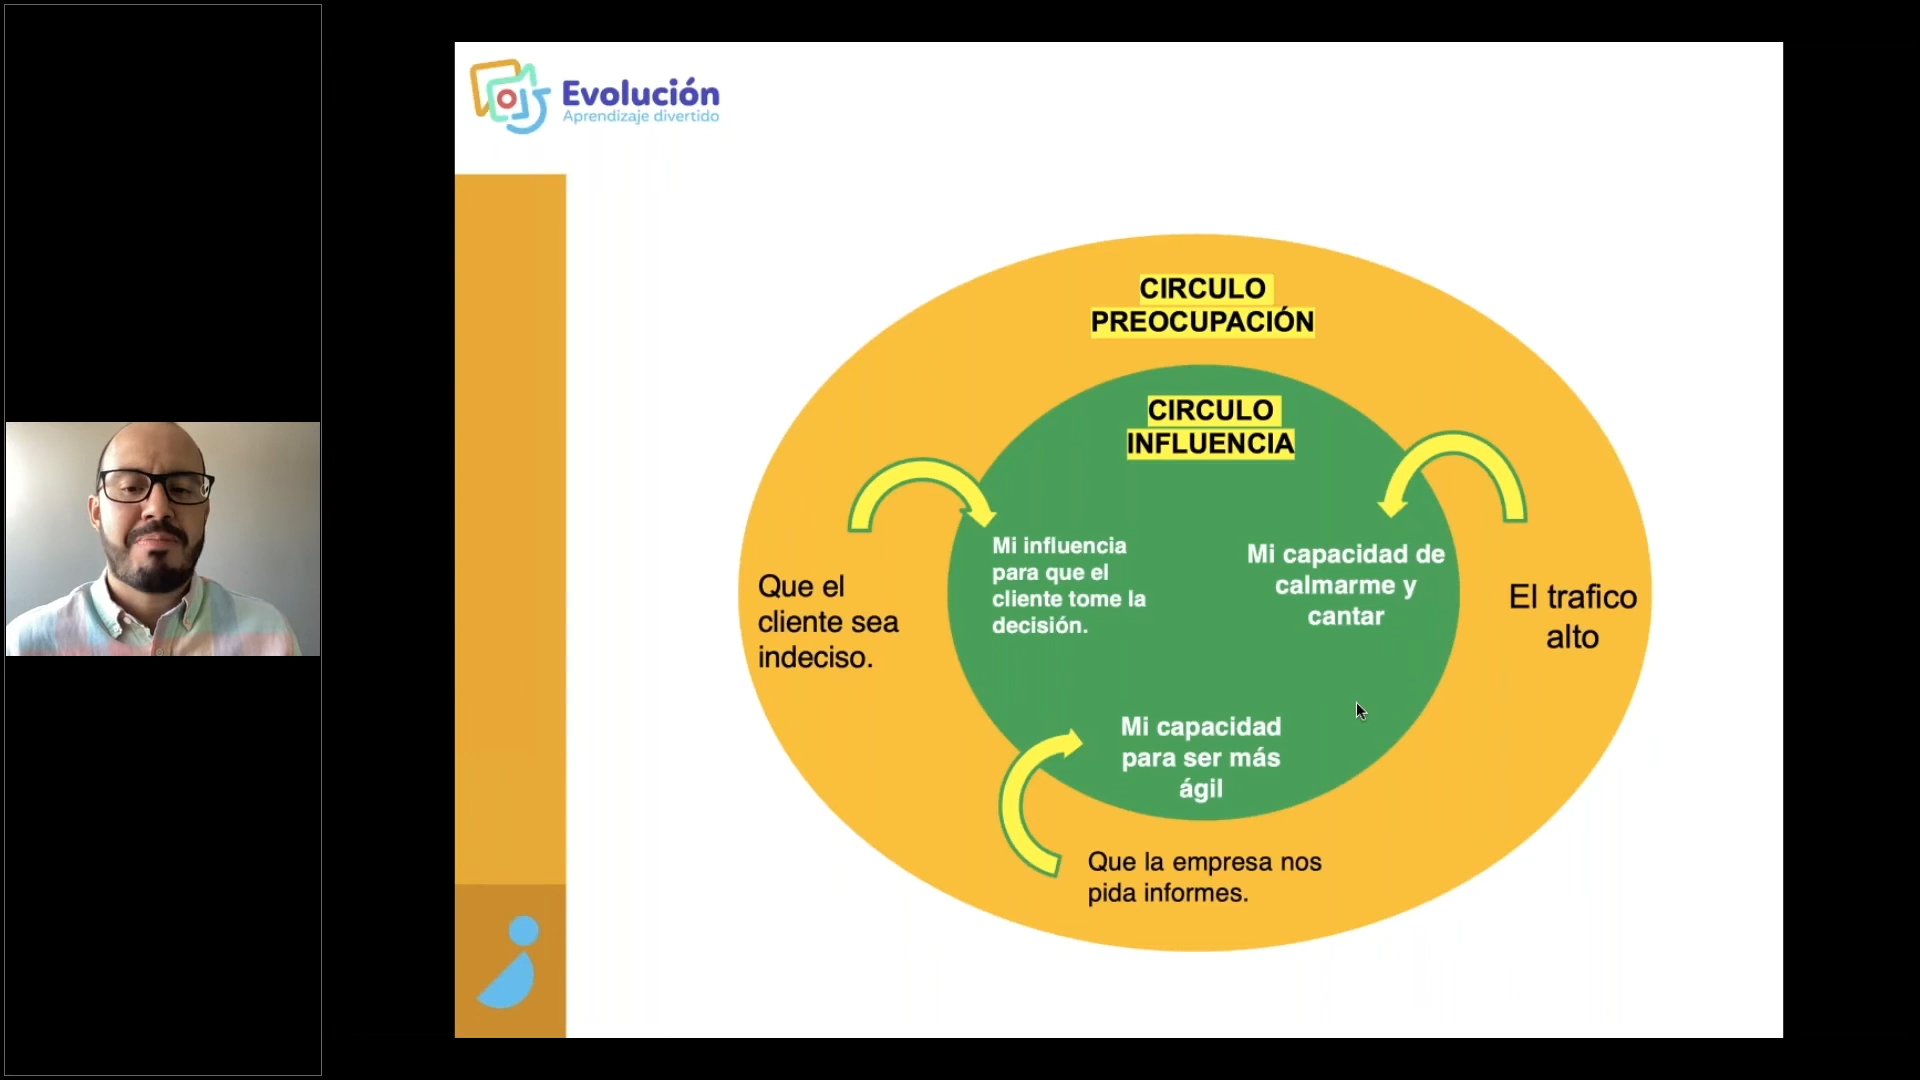 Evolución
Aprendizaje divertido
CIRCULO
PREOCUPACIÓN
CIRCULO
INFLUENCIA
Mi influencia
para que el
cliente tome la
decisión.
Mi capacidad de
calmarme y
cantar
Que el
cliente sea
indeciso.
El trafico
alto
Mi capacidad
para ser más
ágil
Que la empresa nos
pida informes.